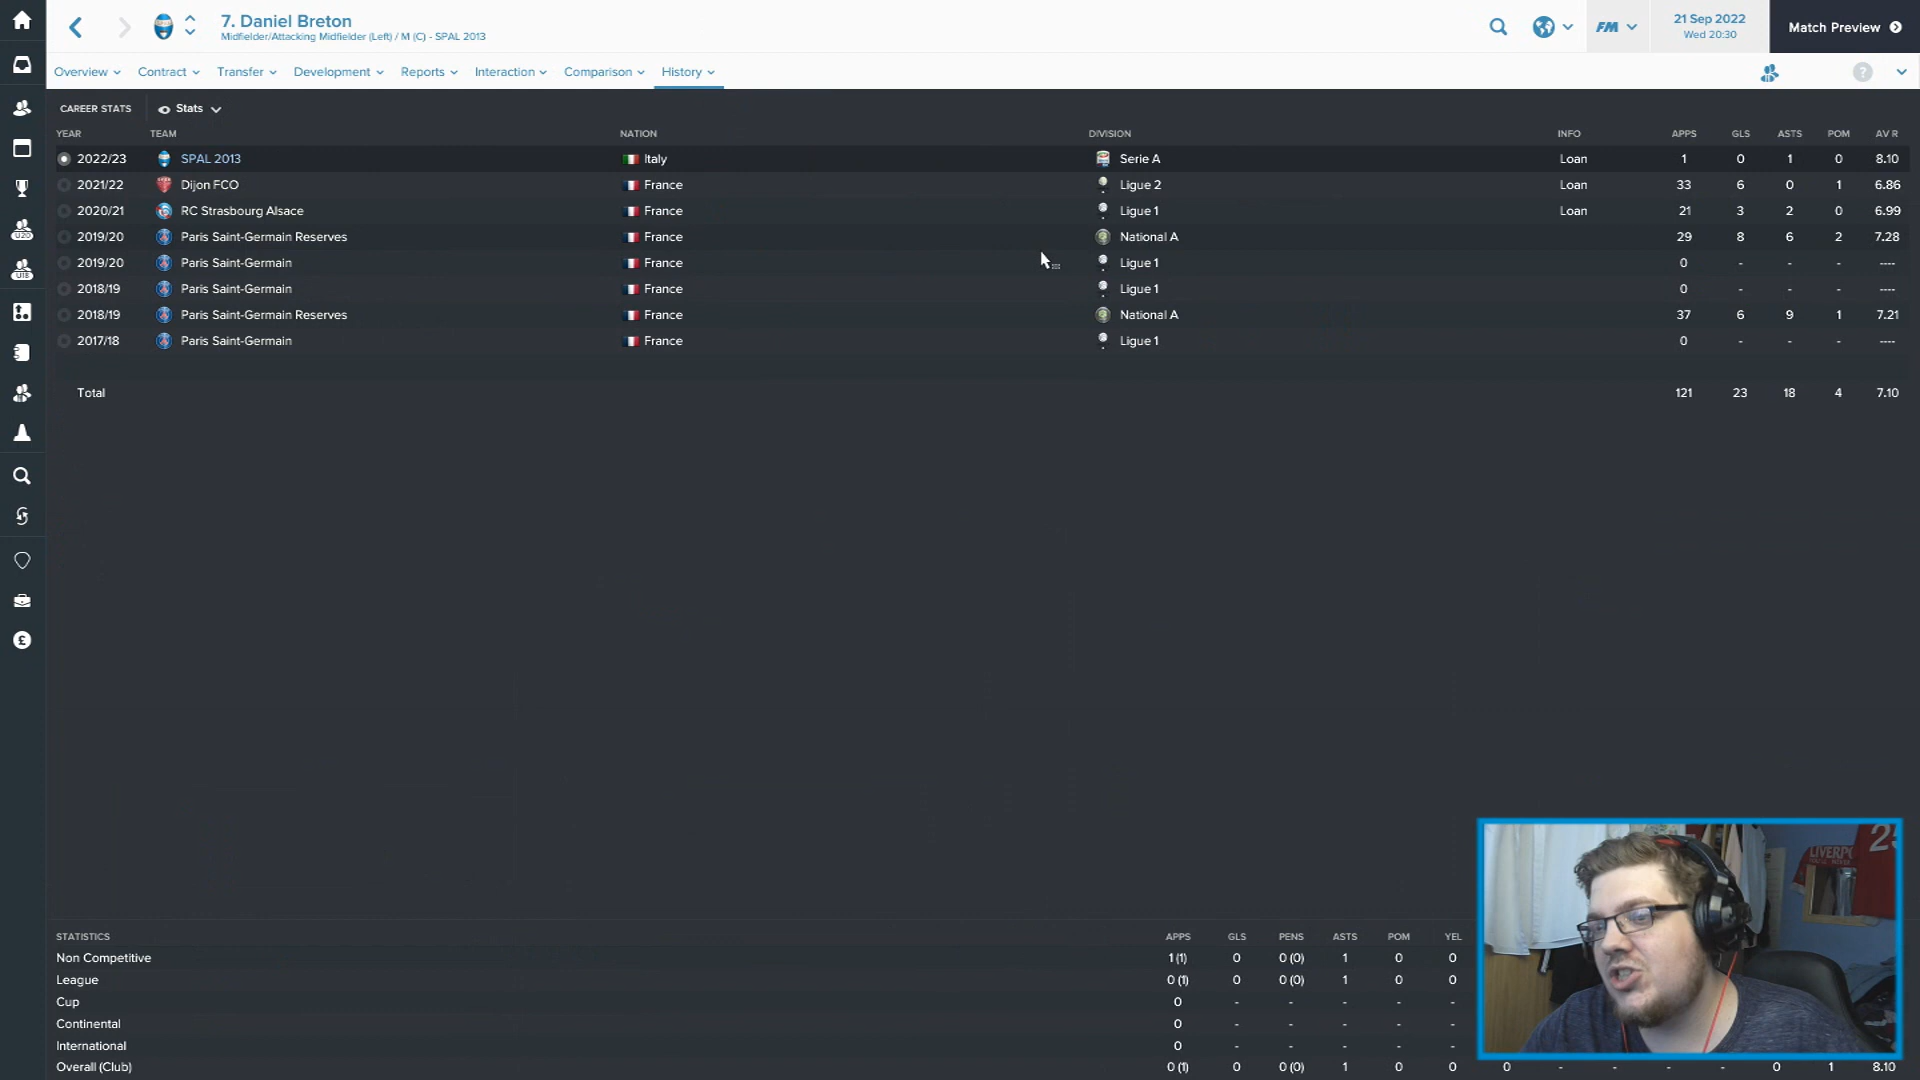 7. Daniel Breton
Midfielder/Attacking Midfielder (Left) / M (C) - SPAL 2013
FM
21 Sep 2022
Wed 20:30
Match Preview
Overview Contract Transfer Development Reports Interaction Comparison History
?
CAREER STATS Stats
YEAR TEAM NATION DIVISION INFO APPS GLS ASTS POM AV R
2022/23 SPAL 2013 Italy Serie A Loan 1 0 1 0 8.10
2021/22 Dijon FCO France Ligue 2 Loan 33 6 0 1 6.86
2020/21 RC Strasbourg Alsace France Ligue 1 Loan 21 3 2 0 6.99
2019/20 Paris Saint-Germain Reserves France National A 29 8 6 2 7.28
2019/20 Paris Saint-Germain France Ligue 1 0 - - - ----
2018/19 Paris Saint-Germain France Ligue 1 0 - - - ----
2018/19 Paris Saint-Germain Reserves France National A 37 6 9 1 7.21
2017/18 Paris Saint-Germain France Ligue 1 0 - - - ----
Total 121 23 18 4 7.10
U20
U18
£
STATISTICS APPS GLS PENS ASTS POM YEL
Non Competitive 1 (1) 0 0 (0) 1 0 0
League 0 (1) 0 0 (0) 1 0 0
Cup 0 - - - - -
Continental 0 - - - - -
International 0 - - - - -
Overall (Club) 0 (1) 0 0 (0) 1 0 0 0 - - - - 0 1 8.10
LIVERP